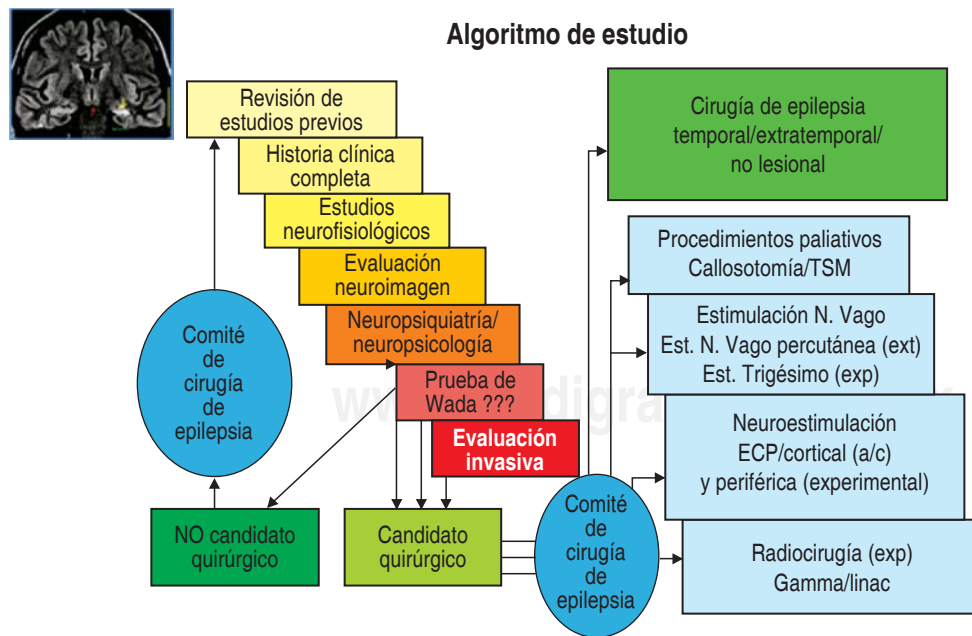 Algoritmo de estudio
Revisión de
estudios previos
Historia clínica
completa
Estudios
neurofisiológicos
Evaluación
neuroimagen
Neuropsiquiatría/
neuropsicología
Prueba de
Wada ???
Evaluación
invasiva
Comité
de
cirugía de
epilepsia
NO candidato
quirúrgico
Candidato
quirúrgico
Comité
de
cirugía de
epilepsia
Cirugía de epilepsia
temporal/extratemporal/
no lesional
Procedimientos paliativos
Callosotomía/TSM
Estimulación N. Vago
Est. N. Vago percutánea (ext)
Est. Trigésimo (exp)
Neuroestimulación
ECP/cortical (a/c)
y periférica (experimental)
Radiocirugía (exp)
Gamma/linac